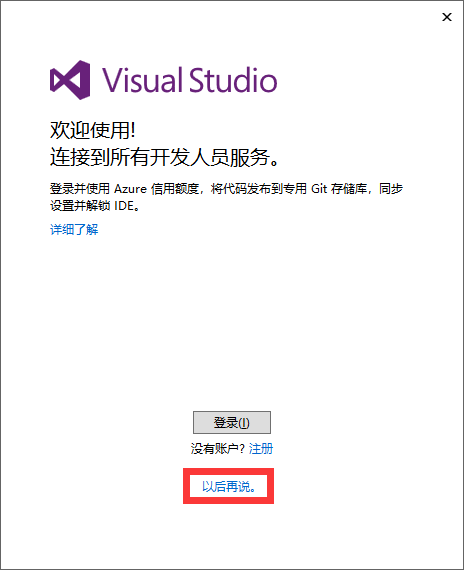 Visual Studio
欢迎使用!
连接到所有开发人员服务。
登录并使用 Azure 信用额度，将代码发布到专用 Git 存储库，同步
设置并解锁 IDE。
详细了解
登录(I)
没有账户? 注册
以后再说。